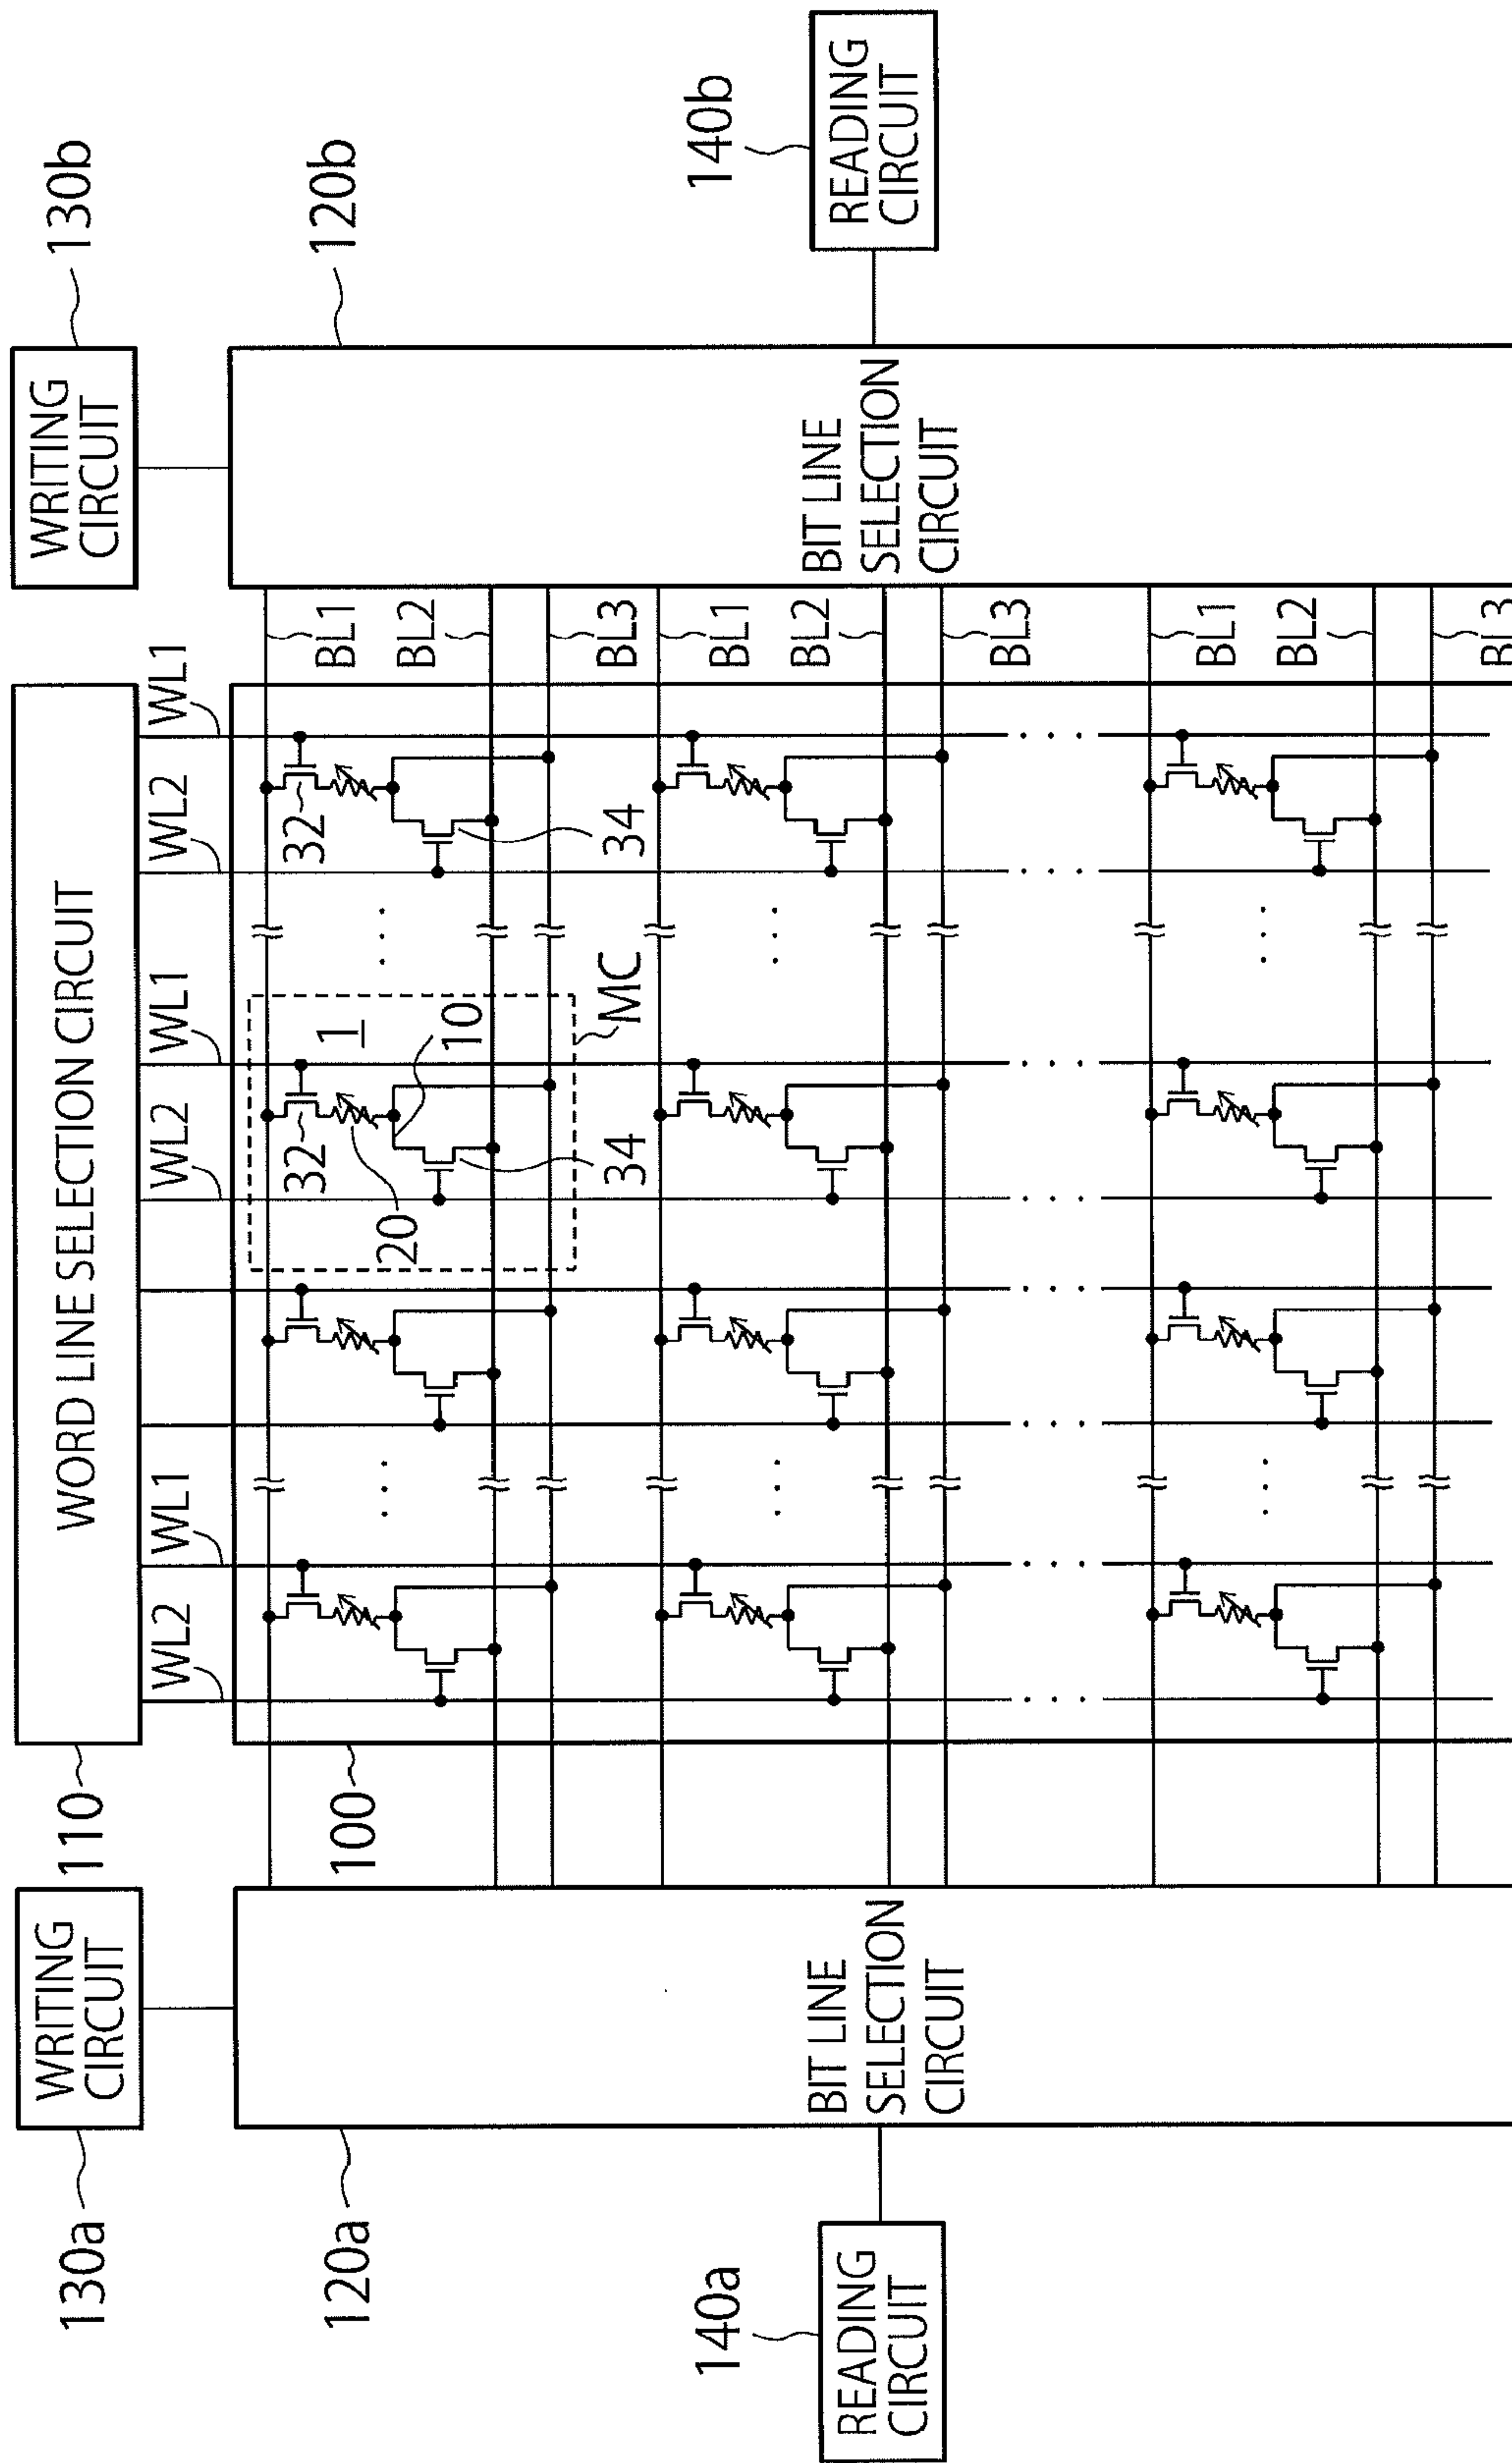 130a
WRITING
CIRCUIT
110
WORD LINE SELECTION CIRCUIT
WRITING
CIRCUIT
130b
WL2
WL1
WL2
WL1
WL2
WL1
120a
100
32
1
32
BL1
120b
20
10
BL2
34
MC
34
BL3
140a
BL1
140b
READING
CIRCUIT
BIT LINE
SELECTION
CIRCUIT
BL2
BIT LINE
SELECTION
CIRCUIT
READING
CIRCUIT
BL3
BL1
BL2
BL3